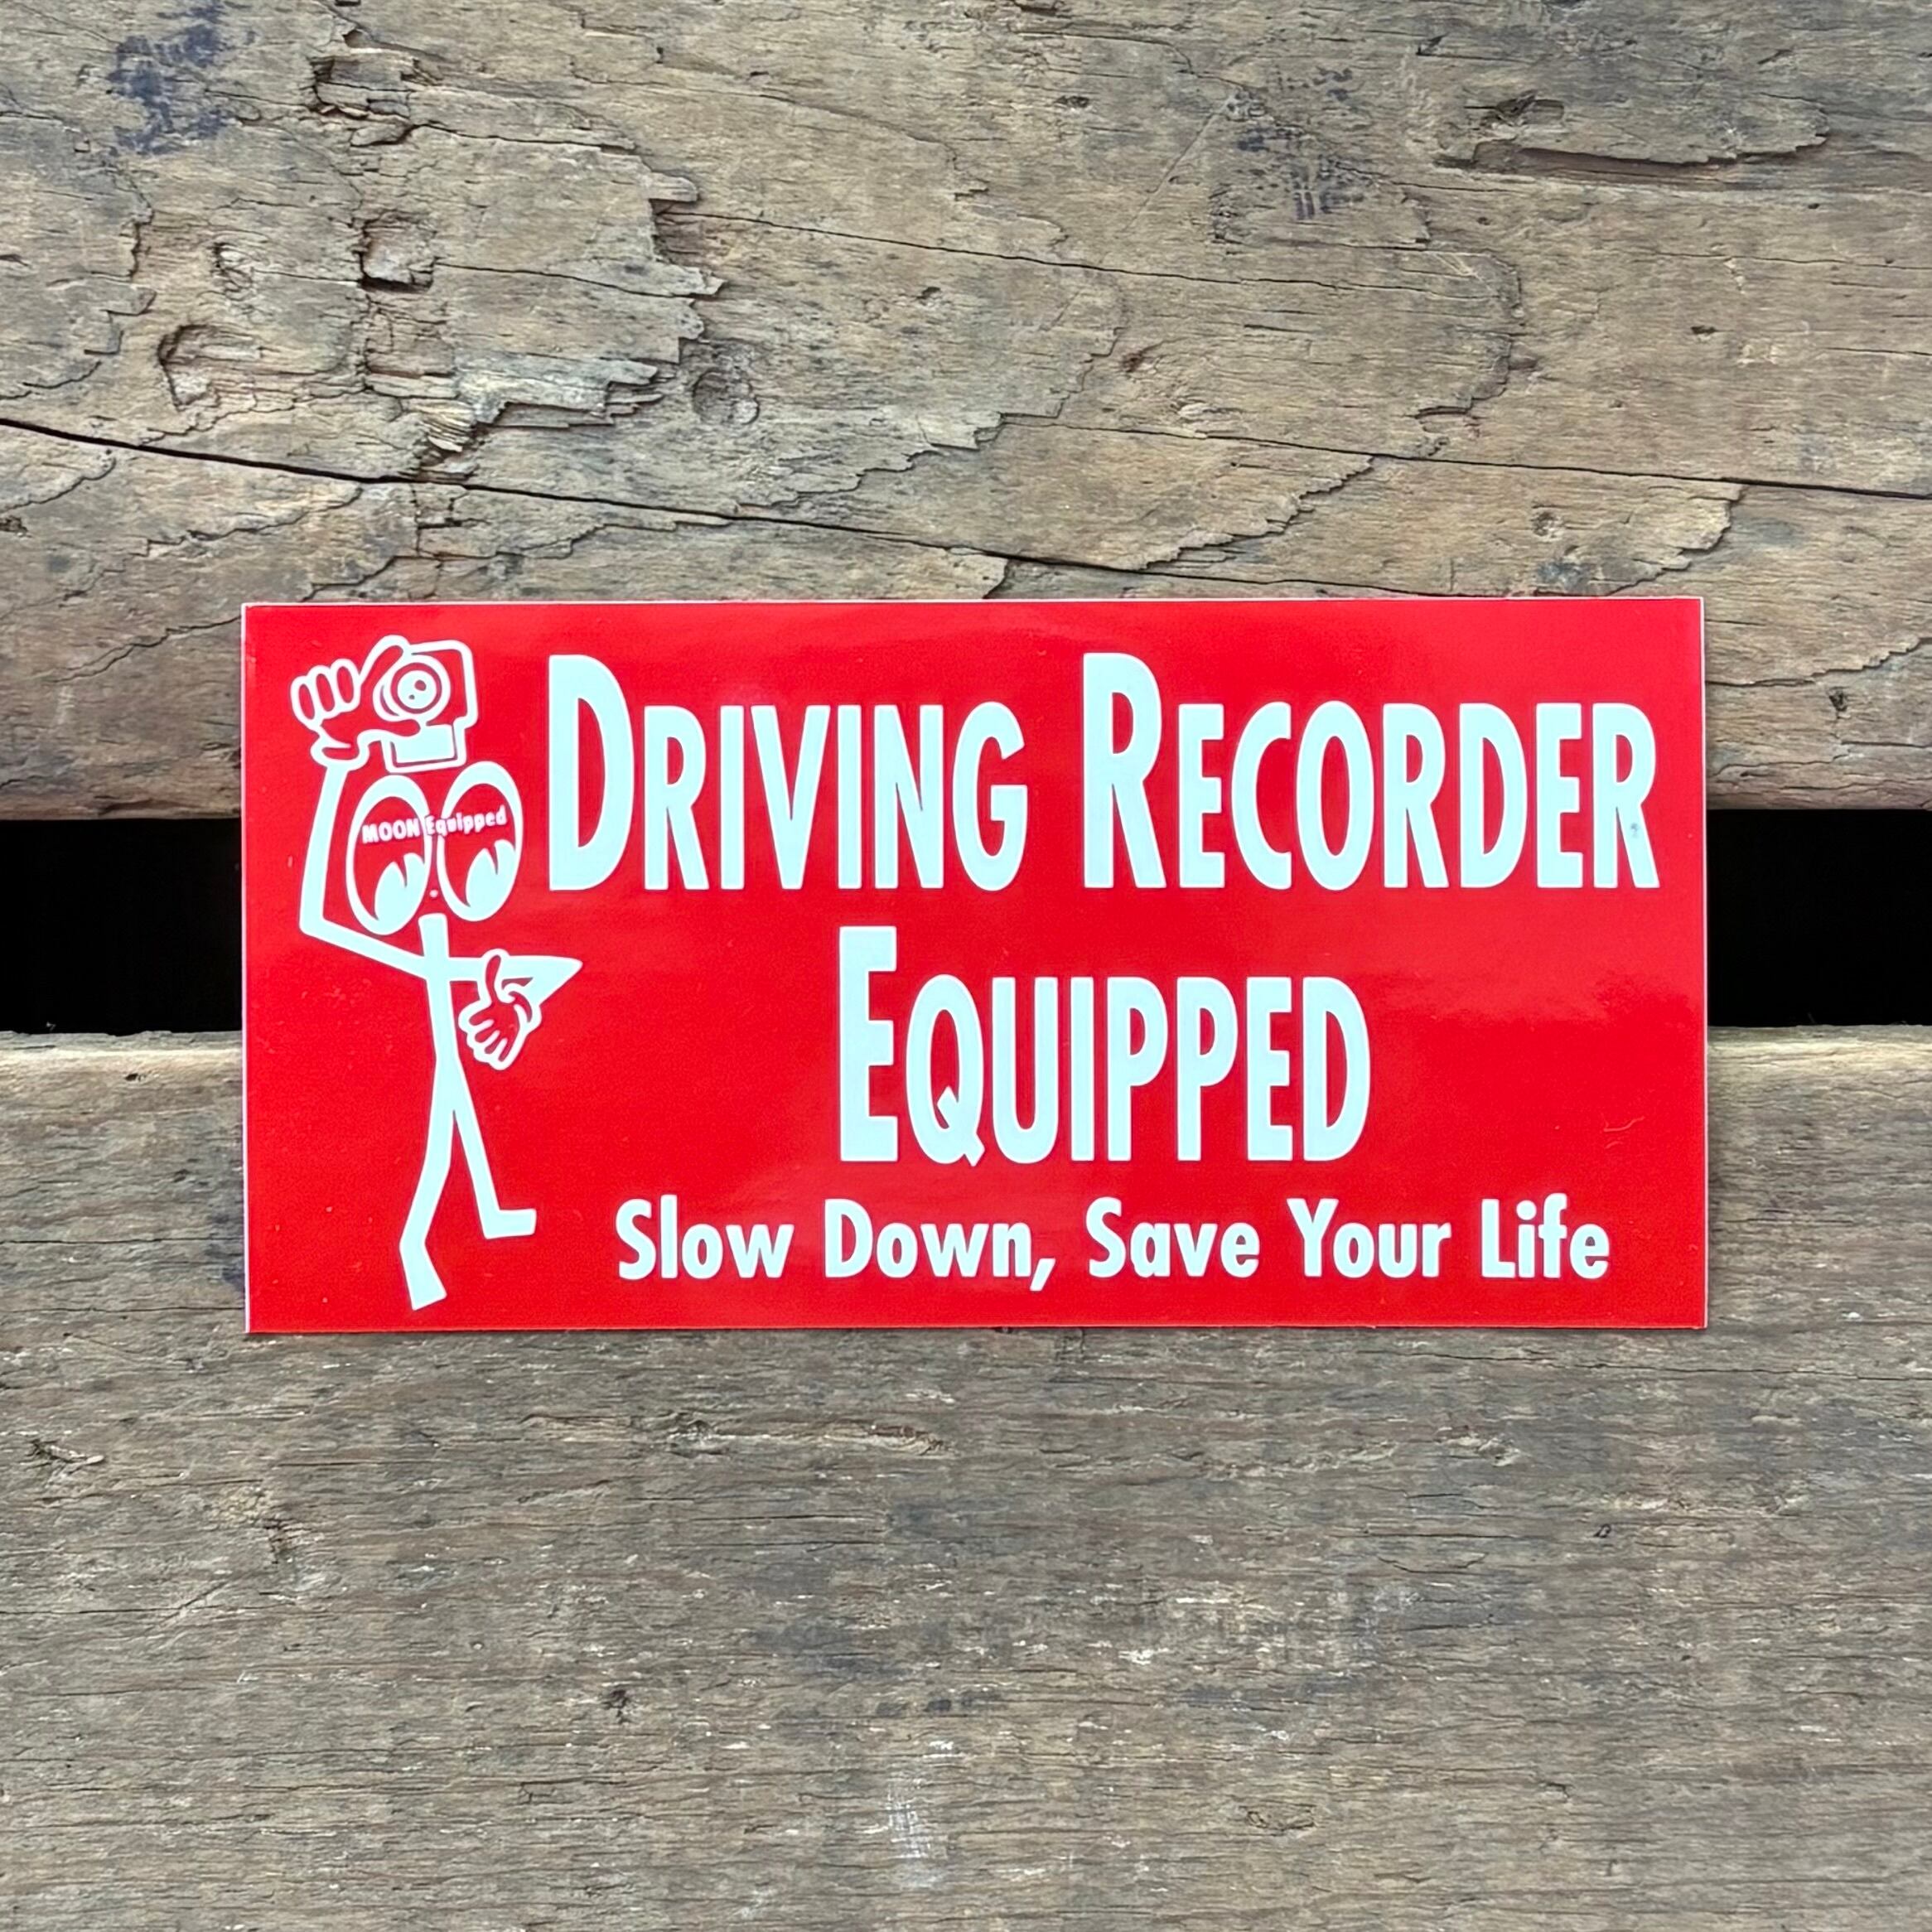 DRIVING RECORDER
MOON Equipped
EQUIPPED
Slow Down, Save Your Life